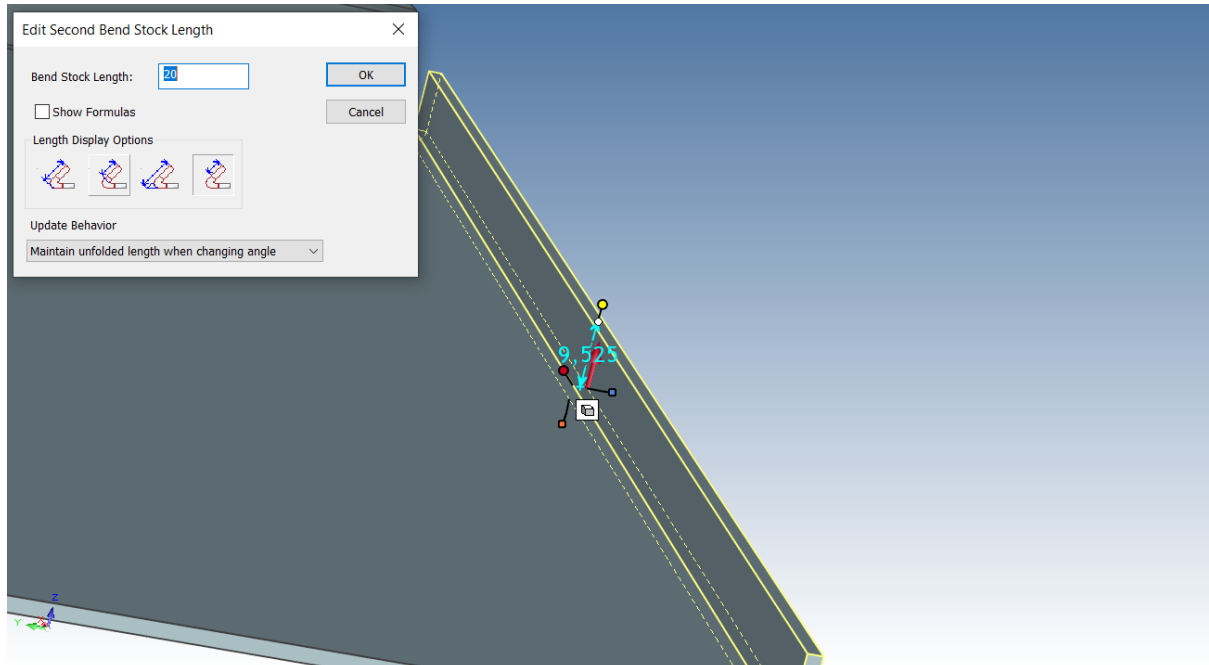 Edit Second Bend Stock Length
Bend Stock Length: 20
OK
Show Formulas
Cancel
Length Display Options
Update Behavior
Maintain unfolded length when changing angle
9,525
Z
Y